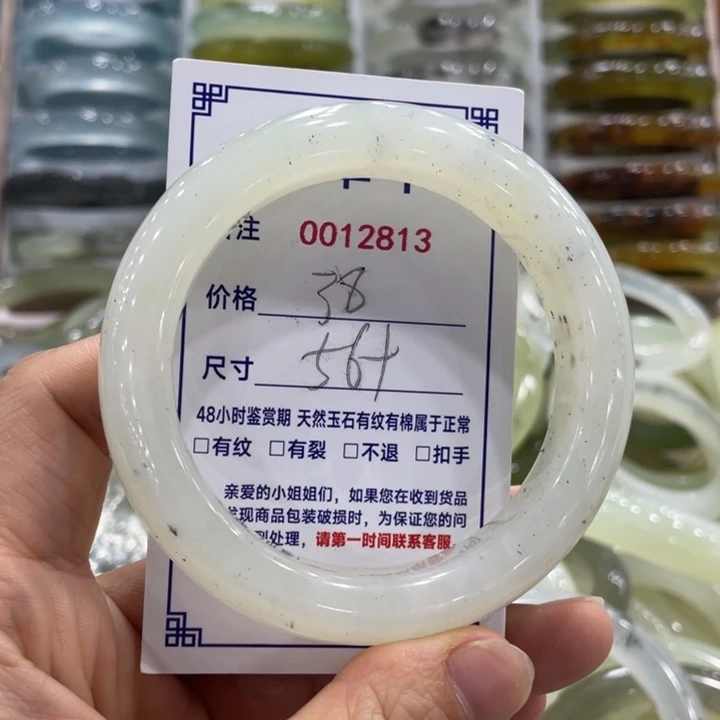 注 0012813
价格 38
尺寸 56+
48小时鉴赏期 天然玉石有纹有棉属于正常
□有纹 □有裂 □不退 □扣手
亲爱的小姐姐们，如果您在收到货品
发现商品包装破损时，为保证您的问
到处理，请第一时间联系客服